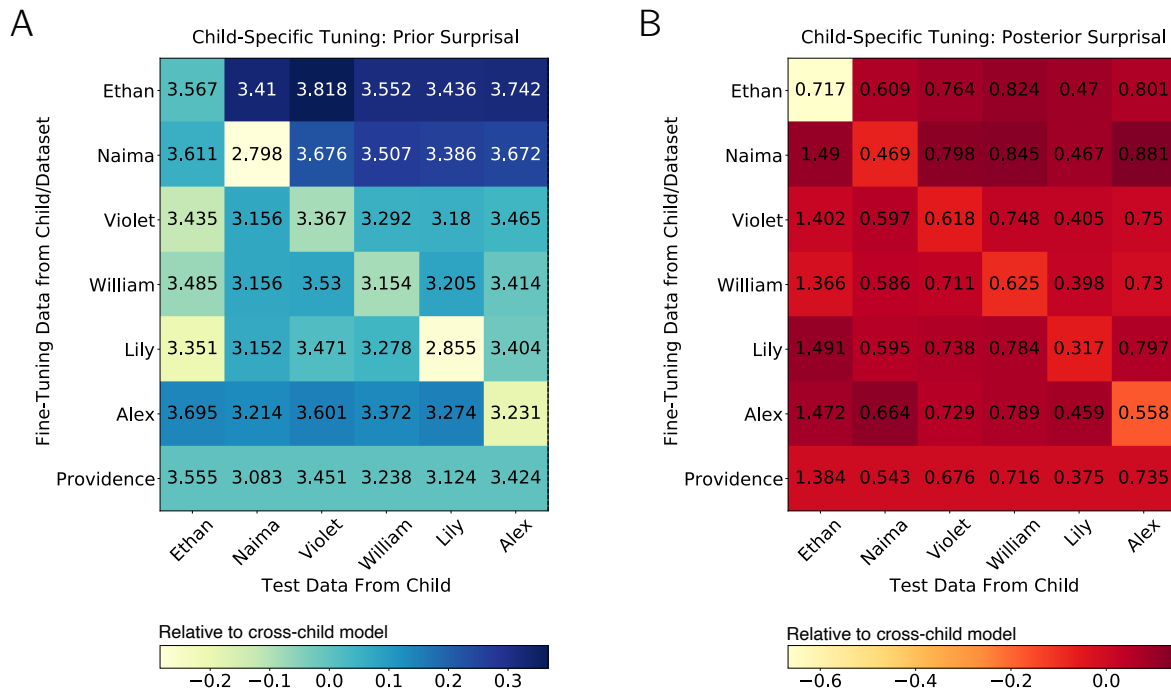 A
Child-Specific Tuning: Prior Surprisal
Fine-Tuning Data from Child/Dataset
Ethan 3.567 3.41 3.818 3.552 3.436 3.742
Naima 3.611 2.798 3.676 3.507 3.386 3.672
Violet 3.435 3.156 3.367 3.292 3.18 3.465
William 3.485 3.156 3.53 3.154 3.205 3.414
Lily 3.351 3.152 3.471 3.278 2.855 3.404
Alex 3.695 3.214 3.601 3.372 3.274 3.231
Providence 3.555 3.083 3.451 3.238 3.124 3.424
Ethan Naima Violet William Lily Alex
Test Data From Child
Relative to cross-child model
−0.2 −0.1 0.0 0.1 0.2 0.3
B
Child-Specific Tuning: Posterior Surprisal
Fine-Tuning Data from Child/Dataset
Ethan 0.717 0.609 0.764 0.824 0.47 0.801
Naima 1.49 0.469 0.798 0.845 0.467 0.881
Violet 1.402 0.597 0.618 0.748 0.405 0.75
William 1.366 0.586 0.711 0.625 0.398 0.73
Lily 1.491 0.595 0.738 0.784 0.317 0.797
Alex 1.472 0.664 0.729 0.789 0.459 0.558
Providence 1.384 0.543 0.676 0.716 0.375 0.735
Ethan Naima Violet William Lily Alex
Test Data From Child
Relative to cross-child model
−0.6 −0.4 −0.2 0.0